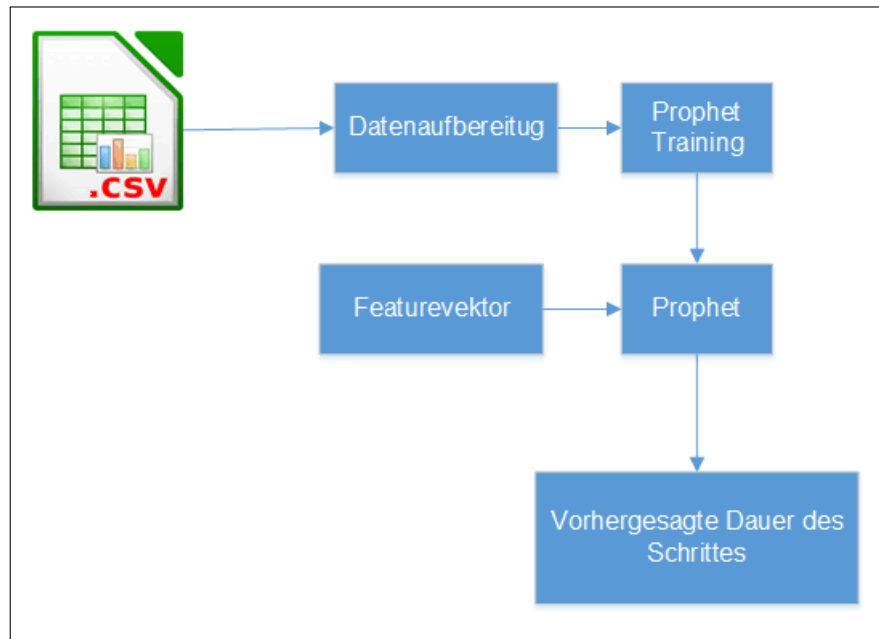 .CSV
Datenaufbereitug
Prophet
Training
Featurevektor
Prophet
Vorhergesagte Dauer des
Schrittes